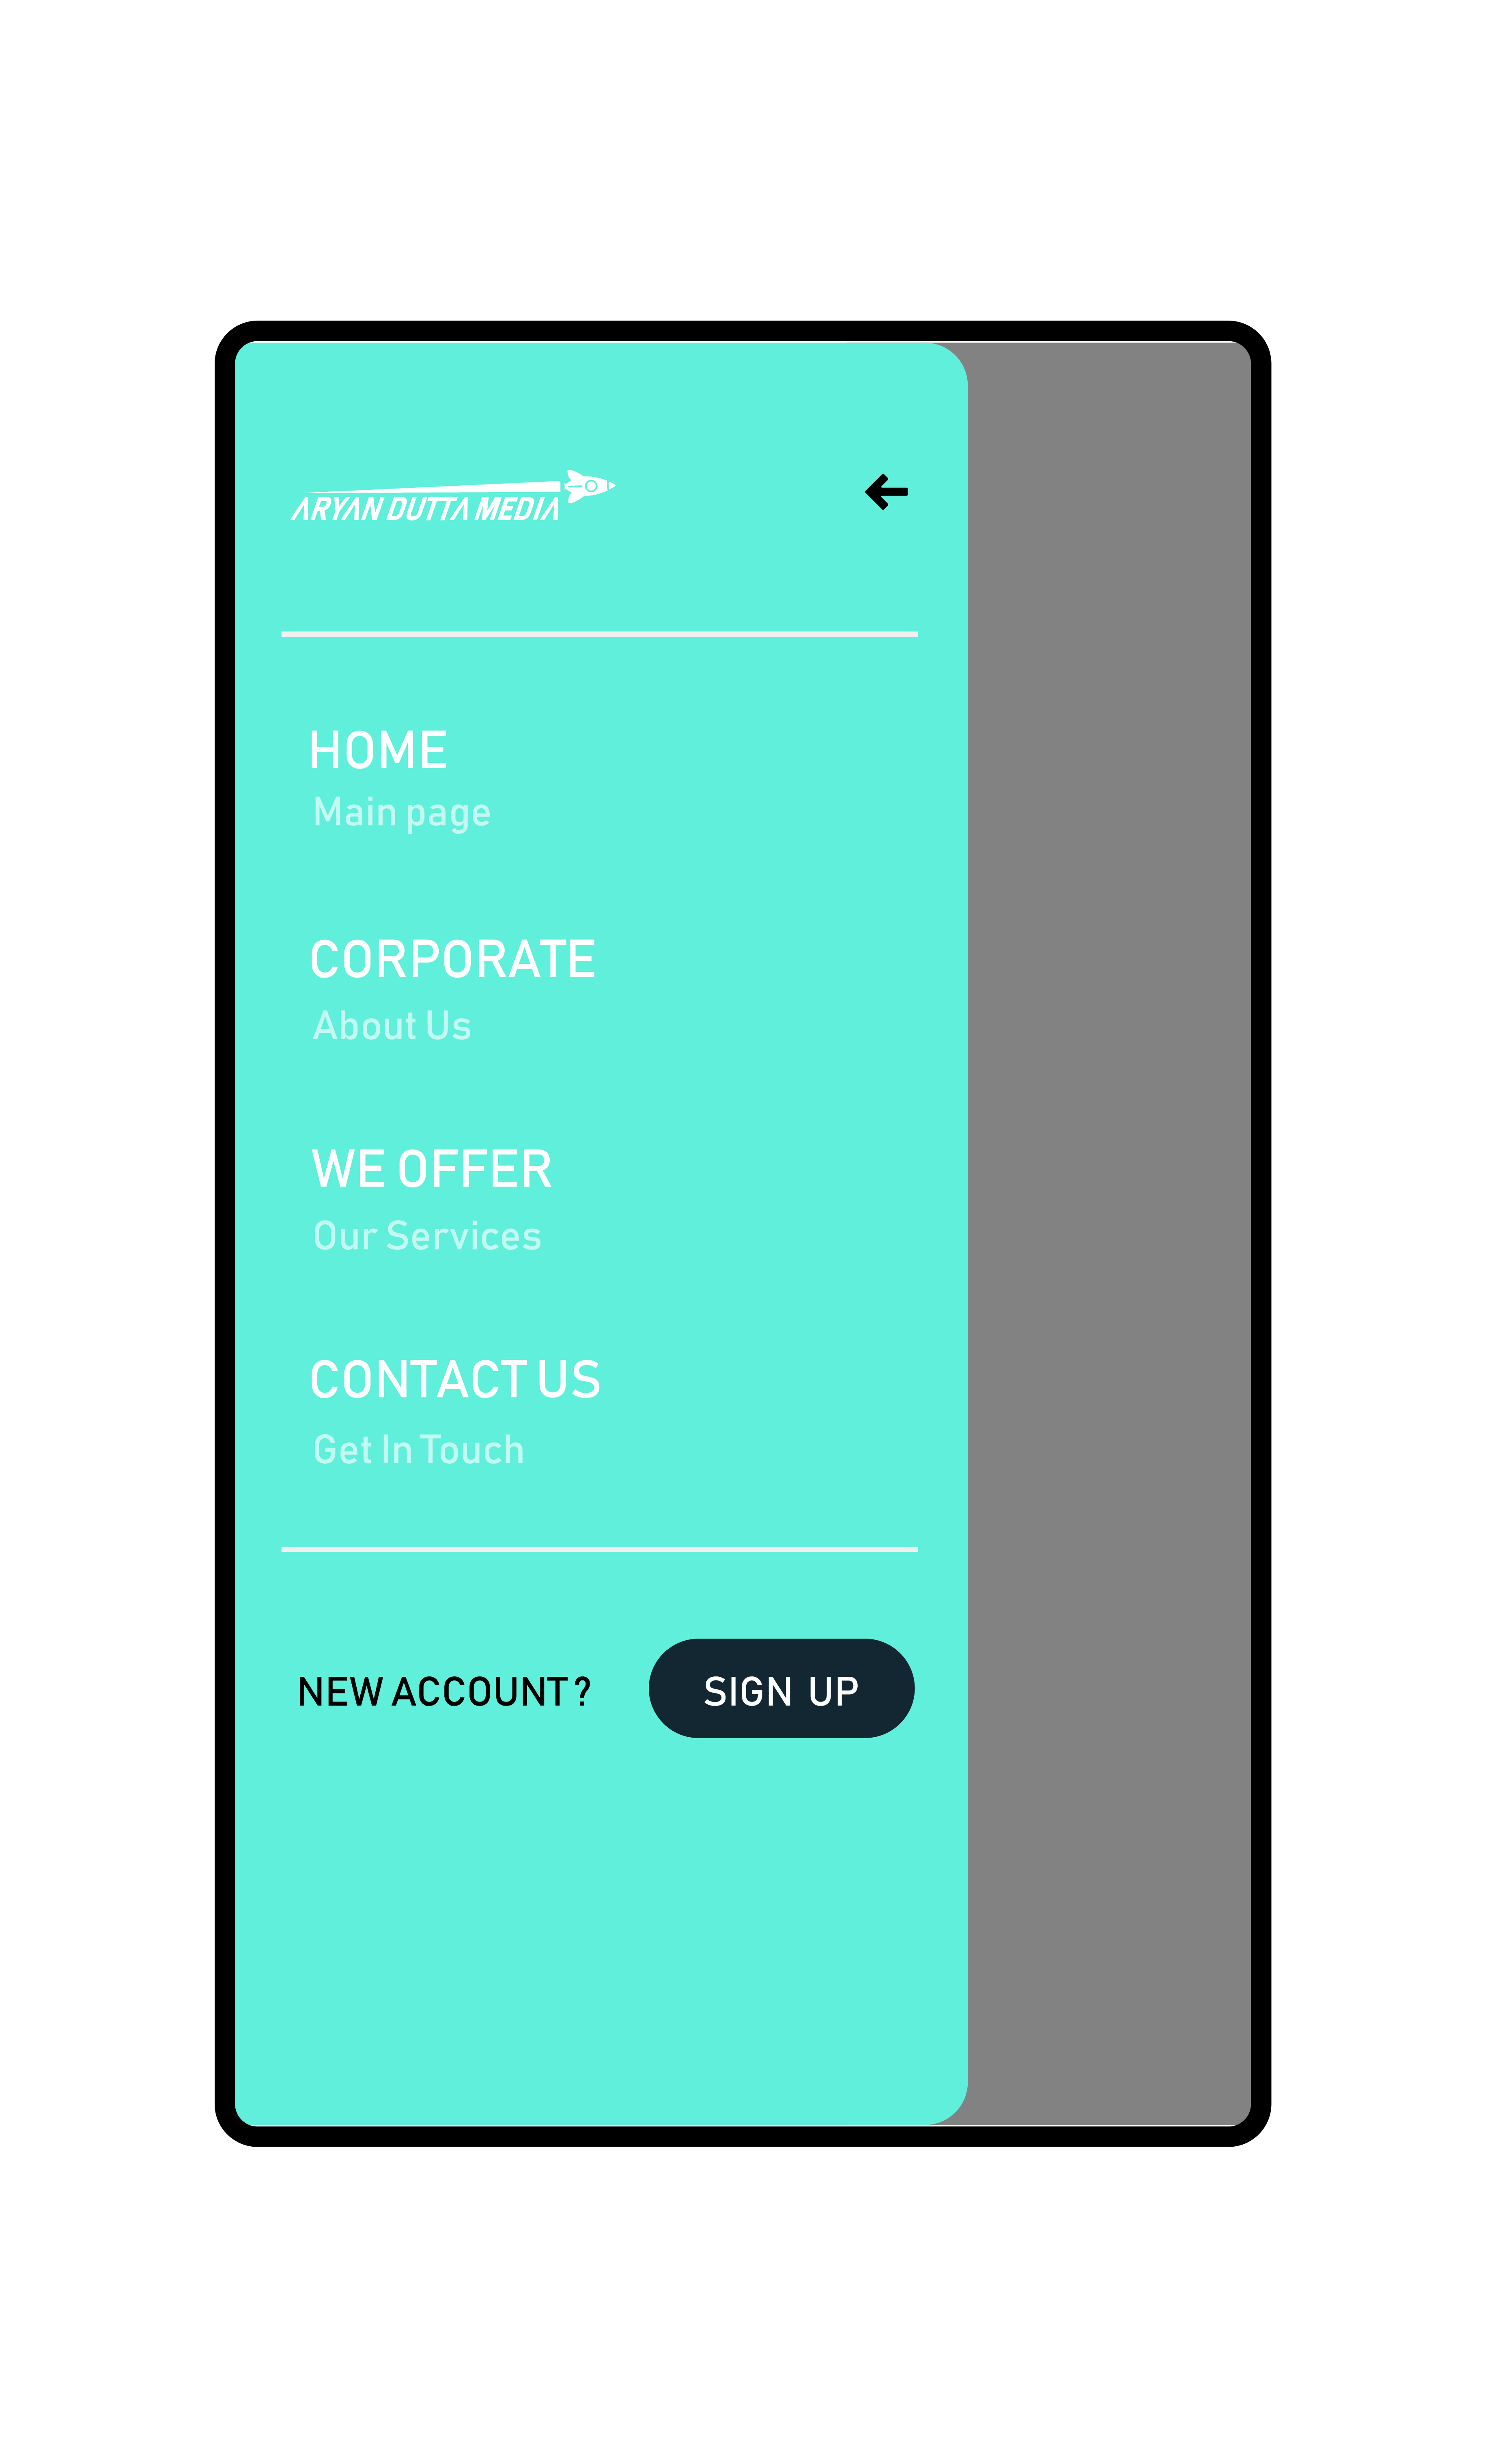 ARYAN DUTTA MEDIA
HOME
Main page
CORPORATE
About Us
WE OFFER
Our Services
CONTACT US
Get In Touch
NEW ACCOUNT ?
SIGN UP